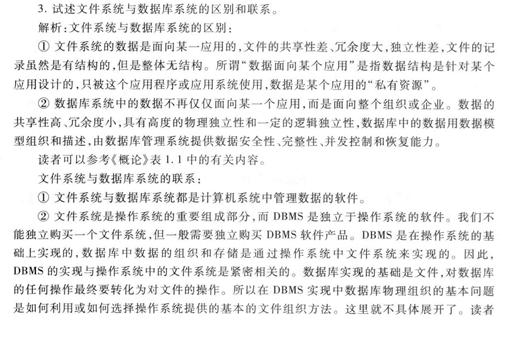 3. 试述文件系统与数据库系统的区别和联系。
解析:文件系统与数据库系统的区别:
① 文件系统的数据是面向某一应用的,文件的共享性差、冗余度大,独立性差,文件的记
录虽然是有结构的,但是整体无结构。所谓“数据面向某个应用”是指数据结构是针对某个
应用设计的,只被这个应用程序或应用系统使用,数据是某个应用的“私有资源”。
② 数据库系统中的数据不再仅仅面向某一个应用,而是面向整个组织或企业。数据的
共享性高、冗余度小,具有高度的物理独立性和一定的逻辑独立性,数据库中的数据用数据模
型组织和描述,由数据库管理系统提供数据安全性、完整性、并发控制和恢复能力。
读者可以参考《概论》表 1.1 中的有关内容。
文件系统与数据库系统的联系:
① 文件系统与数据库系统都是计算机系统中管理数据的软件。
② 文件系统是操作系统的重要组成部分,而 DBMS 是独立于操作系统的软件。我们不
能独立购买一个文件系统,但一般需要独立购买 DBMS 软件产品。DBMS 是在操作系统的基
础上实现的,数据库中数据的组织和存储是通过操作系统中文件系统来实现的。因此,
DBMS 的实现与操作系统中的文件系统是紧密相关的。数据库实现的基础是文件,对数据库
的任何操作最终要转化为对文件的操作。所以在 DBMS 实现中数据库物理组织的基本问题
是如何利用或如何选择操作系统提供的基本的文件组织方法。这里就不具体展开了。读者